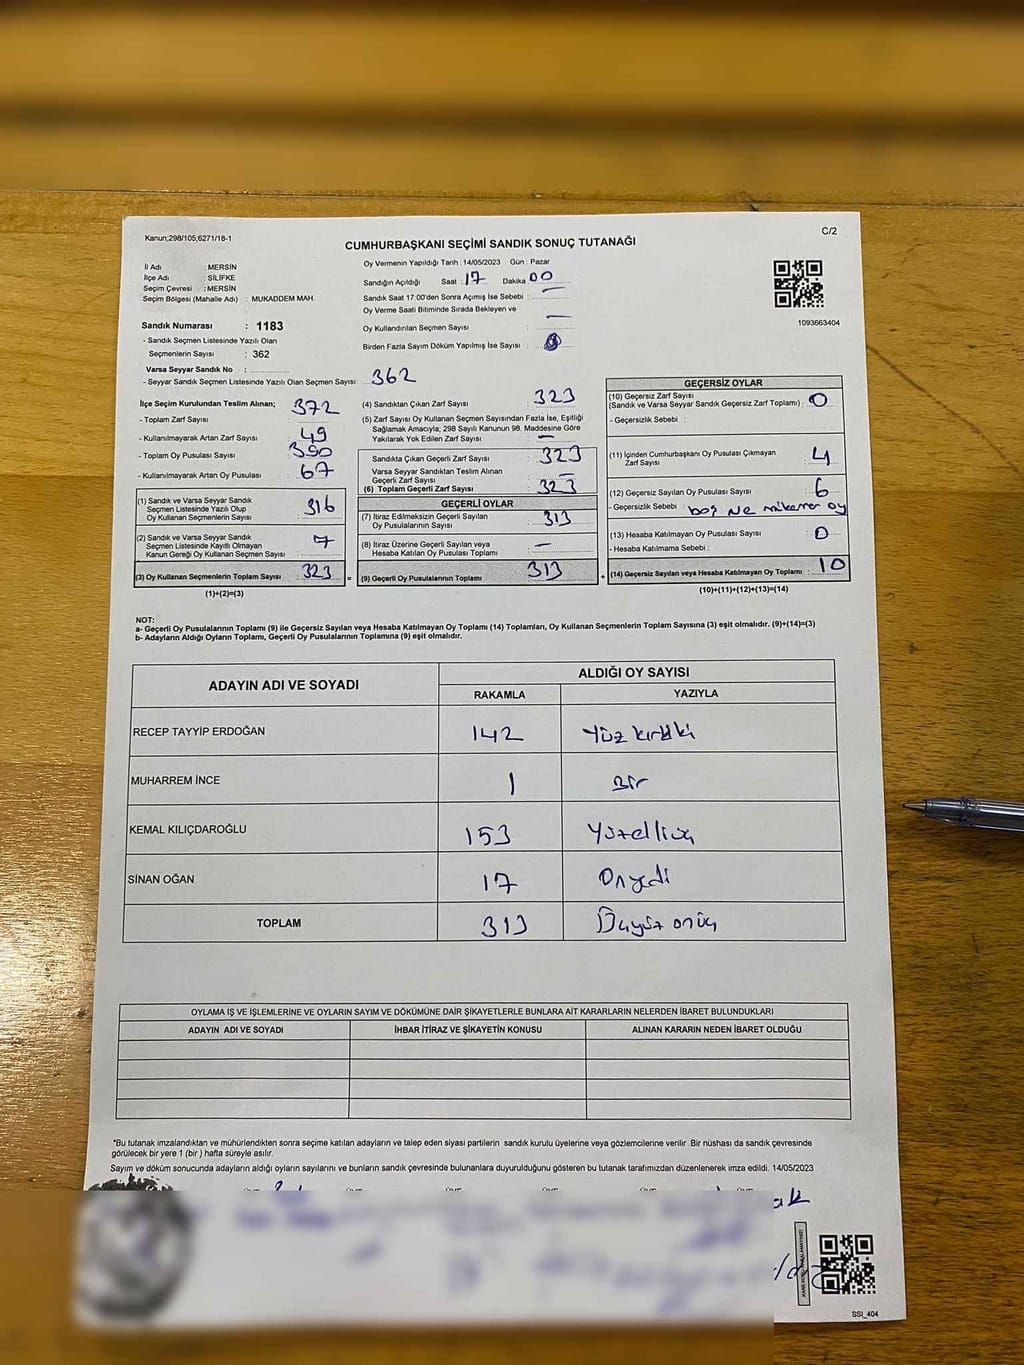 Kanun;298/105;6271/18-1
C/2
CUMHURBAŞKANI SEÇİMİ SANDIK SONUÇ TUTANAĞI
İl Adı : MERSİN
İlçe Adı : SİLİFKE
Seçim Çevresi : MERSİN
Seçim Bölgesi (Mahalle Adı) : MUKADDEM MAH.
Sandık Numarası : 1183
- Sandık Seçmen Listesinde Yazılı Olan
Seçmenlerin Sayısı : 362
Varsa Seyyar Sandık No :
- Seyyar Sandık Seçmen Listesinde Yazılı Olan Seçmen Sayısı: 362
Oy Vermenin Yapıldığı Tarih : 14/05/2023 Gün : Pazar
Sandığın Açıldığı Saat : 17 Dakika : 00
Sandık Saat 17:00'den Sonra Açımış İse Sebebi : —
Oy Verme Saati Bitiminde Sırada Bekleyen ve
Oy Kullandırılan Seçmen Sayısı : —
Birden Fazla Sayım Döküm Yapılmış İse Sayısı :
1093663404
İlçe Seçim Kurulundan Teslim Alınan;
- Toplam Zarf Sayısı : 372
- Kullanılmayarak Artan Zarf Sayısı : 49
- Toplam Oy Pusulası Sayısı : 390
- Kullanılmayarak Artan Oy Pusulası : 67
(1) Sandık ve Varsa Seyyar Sandık
Seçmen Listesinde Yazılı Olup
Oy Kullanan Seçmenlerin Sayısı : 316
(2) Sandık ve Varsa Seyyar Sandık
Seçmen Listesinde Kayıtlı Olmayan
Kanun Gereği Oy Kullanan Seçmen Sayısı : 7
(3) Oy Kullanan Seçmenlerin Toplam Sayısı : 323 =
(1)+(2)=(3)
(4) Sandıktan Çıkan Zarf Sayısı : 323
(5) Zarf Sayısı Oy Kullanan Seçmen Sayısından Fazla İse, Eşitliği
Sağlamak Amacıyla; 298 Sayılı Kanunun 98. Maddesine Göre
Yakılarak Yok Edilen Zarf Sayısı : —
Sandıkta Çıkan Geçerli Zarf Sayısı : 323
Varsa Seyyar Sandıktan Teslim Alınan
Geçerli Zarf Sayısı : —
(6) Toplam Geçerli Zarf Sayısı : 323
GEÇERLİ OYLAR
(7) İtiraz Edilmeksizin Geçerli Sayılan
Oy Pusulalarının Sayısı : 313
(8) İtiraz Üzerine Geçerli Sayılan veya
Hesaba Katılan Oy Pusulası Toplamı : —
(9) Geçerli Oy Pusulalarının Toplamı : 313 +
GEÇERSİZ OYLAR
(10) Geçersiz Zarf Sayısı
(Sandık ve Varsa Seyyar Sandık Geçersiz Zarf Toplamı) : 0
- Geçersizlik Sebebi :
(11) İçinden Cumhurbaşkanı Oy Pusulası Çıkmayan
Zarf Sayısı : 4
(12) Geçersiz Sayılan Oy Pusulası Sayısı : 6
- Geçersizlik Sebebi : boş ve mükerrer oy
(13) Hesaba Katılmayan Oy Pusulası Sayısı : 0
- Hesaba Katılmama Sebebi :
(14) Geçersiz Sayılan veya Hesaba Katılmayan Oy Toplamı : 10
(10)+(11)+(12)+(13)=(14)
NOT:
a- Geçerli Oy Pusulalarının Toplamı (9) ile Geçersiz Sayılan veya Hesaba Katılmayan Oy Toplamı (14) Toplamları, Oy Kullanan Seçmenlerin Toplam Sayısına (3) eşit olmalıdır. (9)+(14)=(3)
b- Adayların Aldığı Oyların Toplamı, Geçerli Oy Pusulalarının Toplamına (9) eşit olmalıdır.
ADAYIN ADI VE SOYADI ALDIĞI OY SAYISI
RAKAMLA YAZIYLA
RECEP TAYYİP ERDOĞAN 142 Yüz kırkiki
MUHARREM İNCE 1 Bir
KEMAL KILIÇDAROĞLU 153 Yüzelliüç
SİNAN OĞAN 17 Onyedi
TOPLAM 313 Üçyüz onüç
OYLAMA İŞ VE İŞLEMLERİNE VE OYLARIN SAYIM VE DÖKÜMÜNE DAİR ŞİKAYETLERLE BUNLARA AİT KARARLARIN NELERDEN İBARET BULUNDUKLARI
ADAYIN ADI VE SOYADI İHBAR İTİRAZ VE ŞİKAYETİN KONUSU ALINAN KARARIN NEDEN İBARET OLDUĞU
*Bu tutanak imzalandıktan ve mühürlendikten sonra seçime katılan adayların ve talep eden siyasi partilerin sandık kurulu üyelerine veya gözlemcilerine verilir .Bir nüshası da sandık çevresinde
görülecek bir yere 1 (bir ) hafta süreyle asılır.
Sayım ve döküm sonucunda adayların aldığı oyların sayılarını ve bunların sandık çevresinde bulunanlara duyurulduğunu gösteren bu tutanak tarafımızdan düzenlenerek imza edildi. 14/05/2023
SSI_404